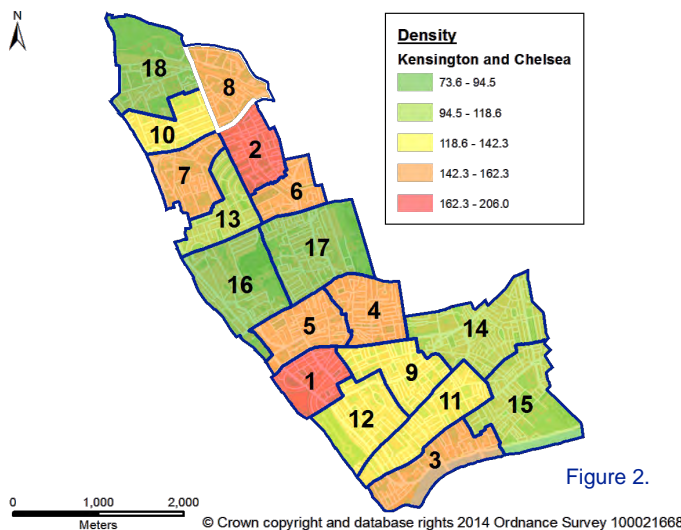 N
Density
Kensington and Chelsea
73.6 - 94.5
94.5 - 118.6
118.6 - 142.3
142.3 - 162.3
162.3 - 206.0
18
8
10
2
7
6
13
17
16
4
5
14
1
9
11
15
12
3
Figure 2.
0 1,000 2,000
Meters
© Crown copyright and database rights 2014 Ordnance Survey 100021668